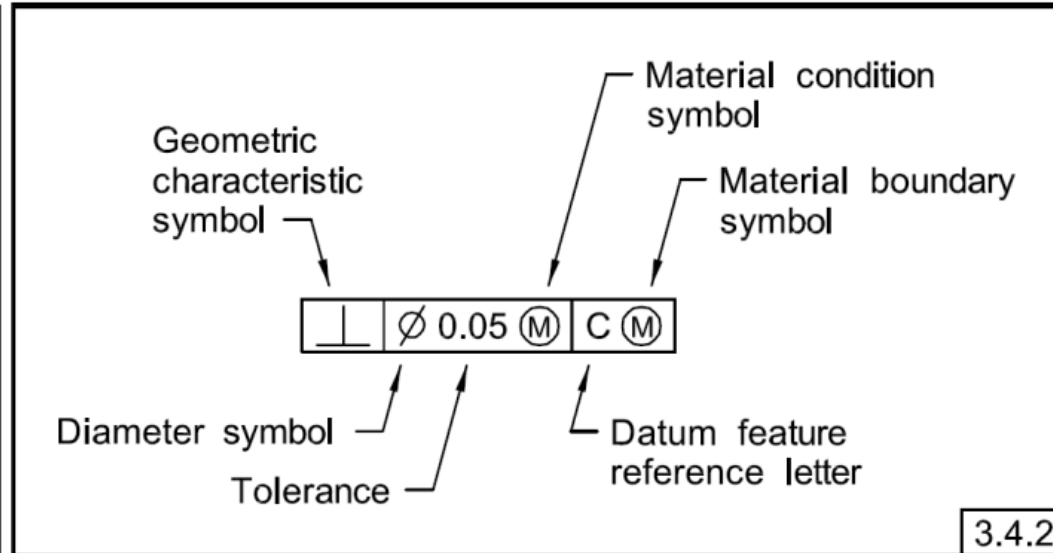 Material condition
symbol
Geometric
characteristic
symbol
Material boundary
symbol
⊥ ⌀ 0.05 Ⓜ C Ⓜ
Diameter symbol
Tolerance
Datum feature
reference letter
3.4.2